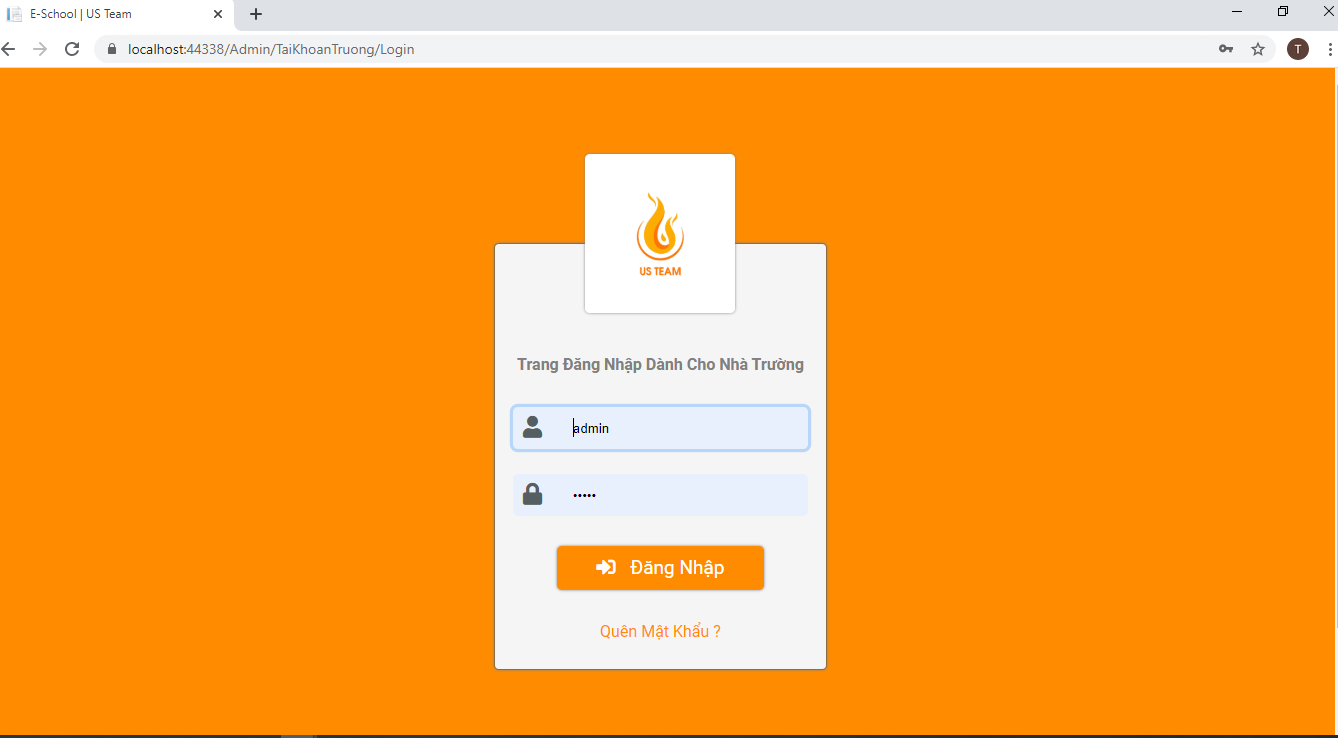 E-School | US Team
localhost:44338/Admin/TaiKhoanTruong/Login
T
US TEAM
Trang Đăng Nhập Dành Cho Nhà Trường
admin
•••••
Đăng Nhập
Quên Mật Khẩu ?